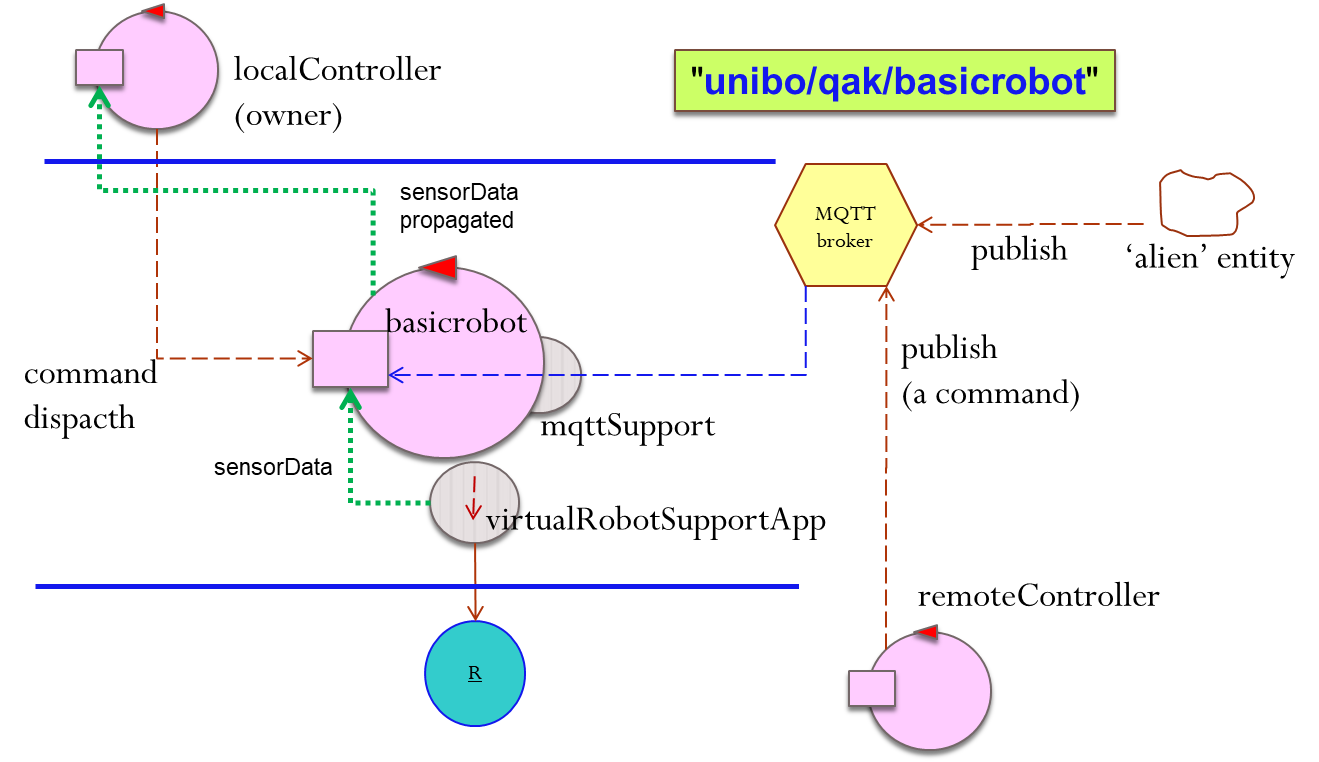 localController
(owner)
"unibo/qak/basicrobot"
sensorData
propagated
MQTT
broker
publish
‘alien’ entity
basicrobot
publish
(a command)
command
dispacth
mqttSupport
sensorData
virtualRobotSupportApp
remoteController
R